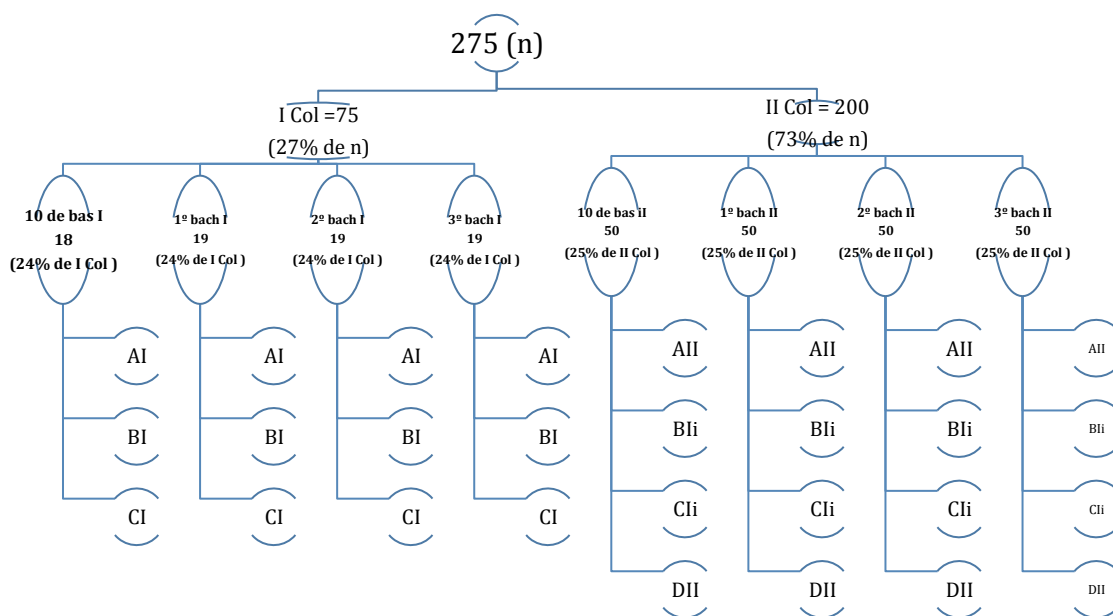 275 (n)
I Col =75
(27% de n)
II Col = 200
(73% de n)
10 de bas I
18
(24% de I Col )
1º bach I
19
(24% de I Col )
2º bach I
19
(24% de I Col )
3º bach I
19
(24% de I Col )
10 de bas iI
50
(25% de II Col )
1º bach II
50
(25% de II Col )
2º bach II
50
(25% de II Col )
3º bach II
50
(25% de II Col )
AI
BI
CI
AI
BI
CI
AI
BI
CI
AI
BI
CI
AII
BIi
CIi
DII
AII
BIi
CIi
DII
AII
BIi
CIi
DII
AII
BIi
CIi
DII